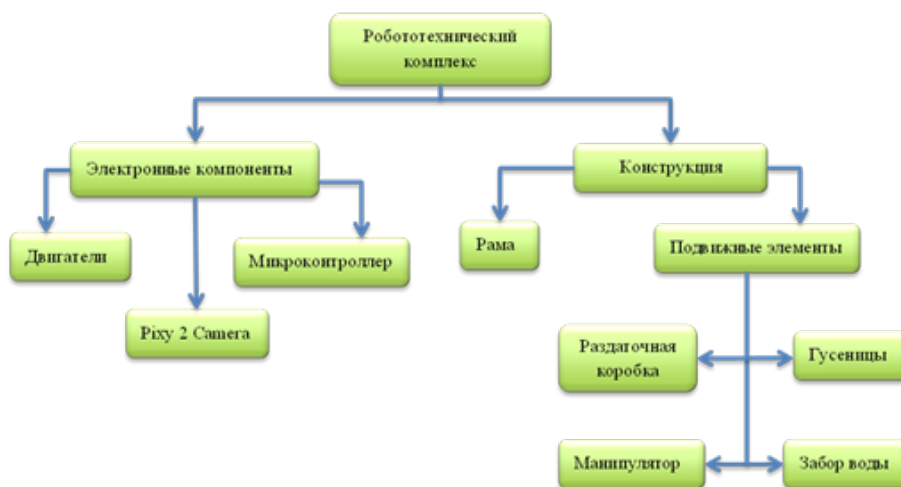 Робототехнический
комплекс
Электронные компоненты
Конструкция
Двигатели
Микроконтроллер
Рама
Подвижные элементы
Pixy 2 Camera
Раздаточная
коробка
Гусеницы
Манипулятор
Забор воды